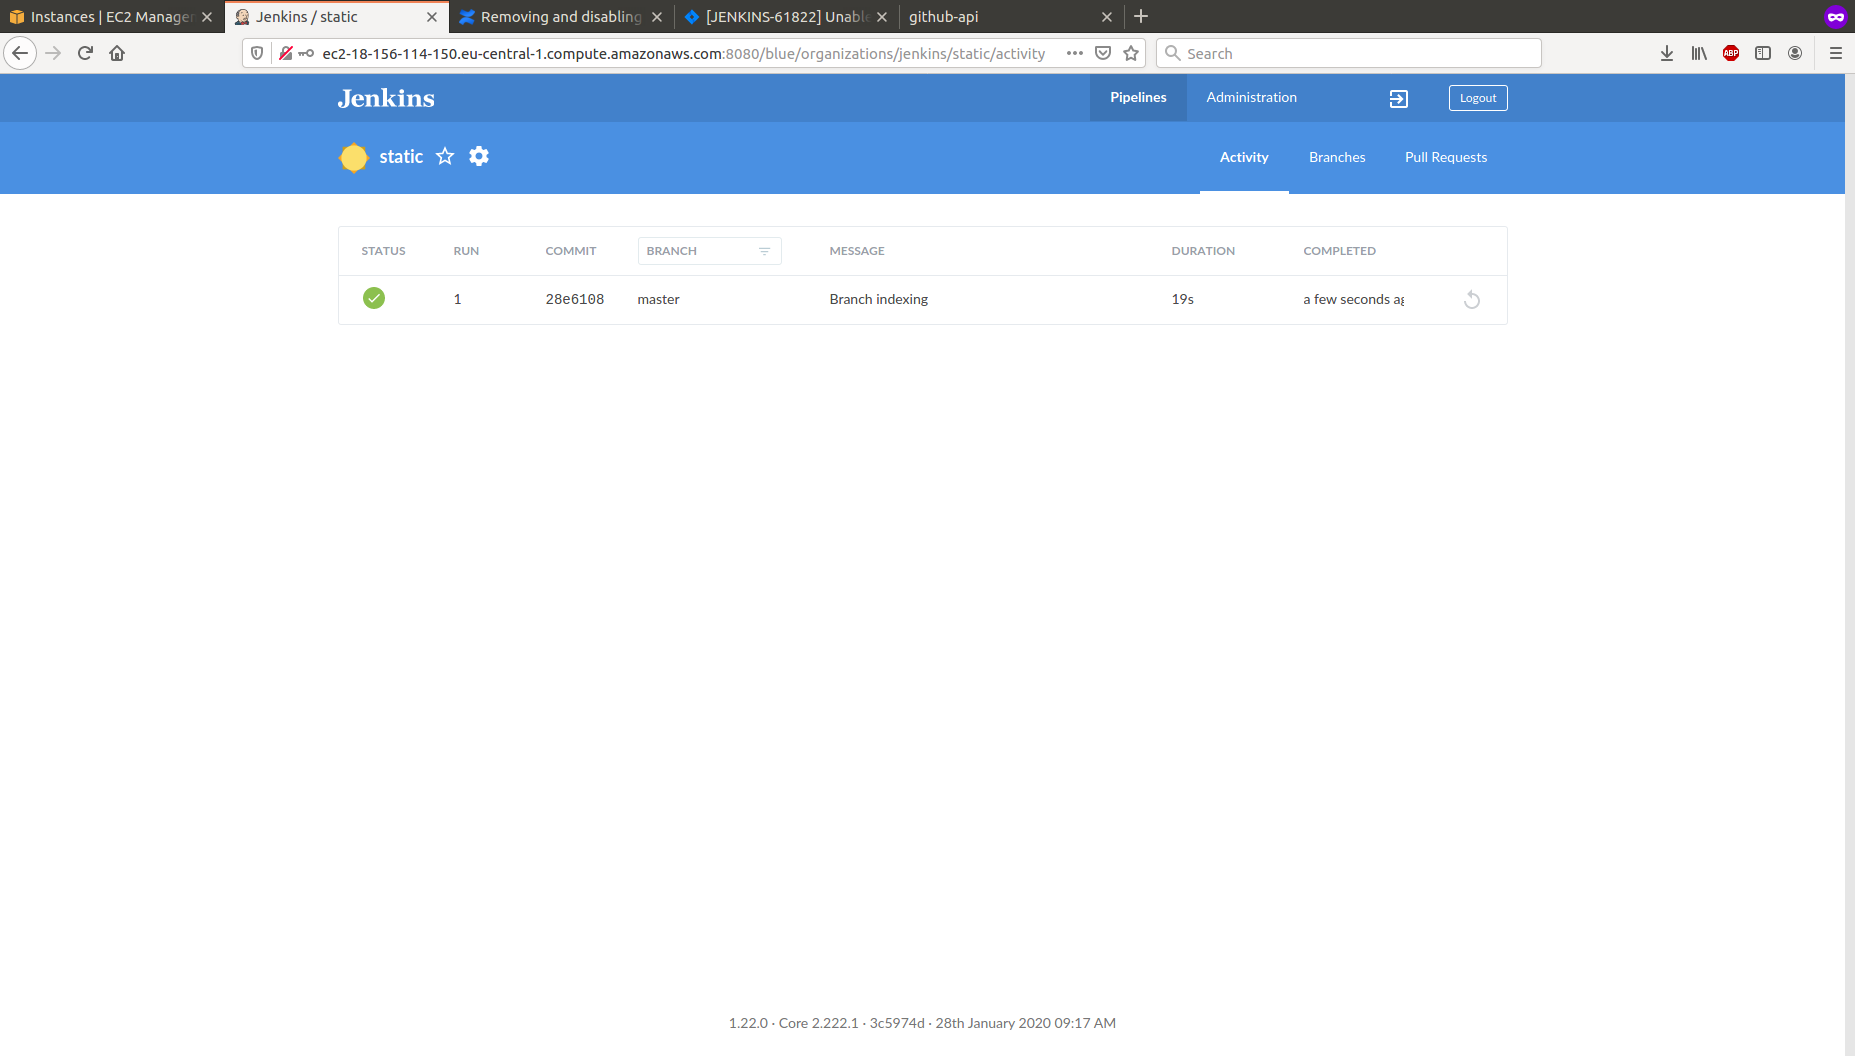 Instances | EC2 Manager
Jenkins / static
Removing and disabling
[JENKINS-61822] Unable
github-api
ec2-18-156-114-150.eu-central-1.compute.amazonaws.com:8080/blue/organizations/jenkins/static/activity
Search
ABP
Jenkins
Pipelines
Administration
Logout
static
Activity
Branches
Pull Requests
STATUS RUN COMMIT BRANCH MESSAGE DURATION COMPLETED
1 28e6108 master Branch indexing 19s a few seconds ag
1.22.0 · Core 2.222.1 · 3c5974d · 28th January 2020 09:17 AM